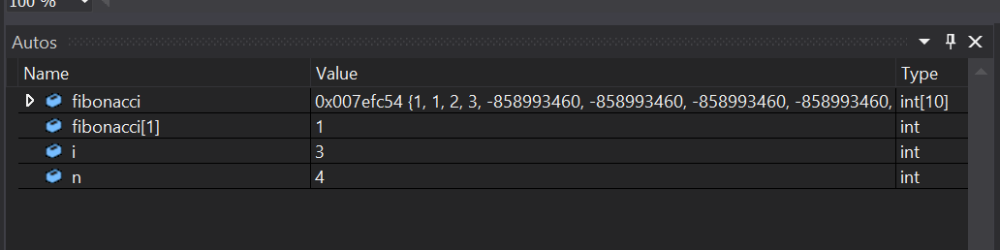 100 %
Autos
Name Value Type
fibonacci 0x007efc54 {1, 1, 2, 3, -858993460, -858993460, -858993460, -858993460, int[10]
fibonacci[1] 1 int
i 3 int
n 4 int